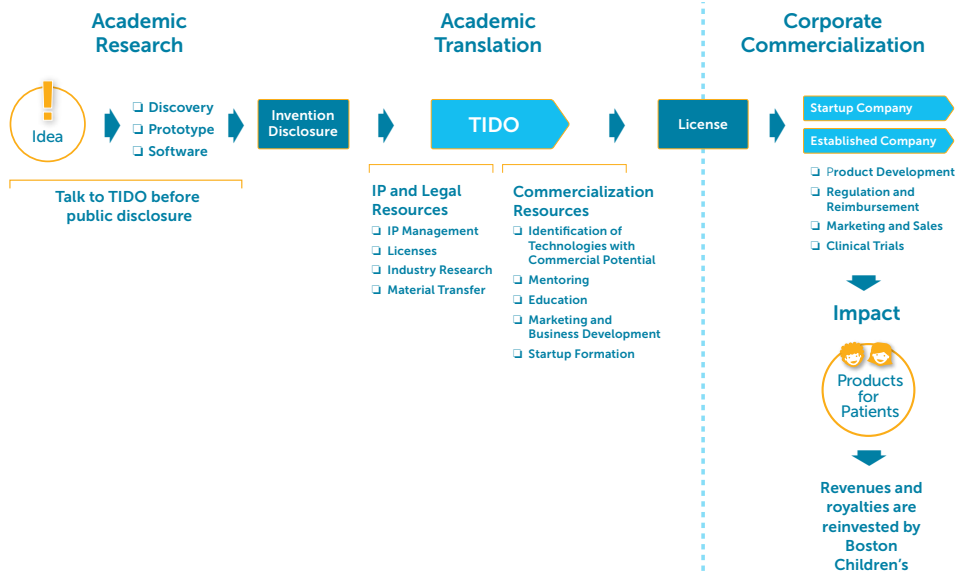 Academic
Research
Academic
Translation
Corporate
Commercialization
!
Idea
❏ Discovery
❏ Prototype
❏ Software
Invention
Disclosure
TIDO
License
Startup Company
Established Company
Talk to TIDO before
public disclosure
IP and Legal
Resources
❏ IP Management
❏ Licenses
❏ Industry Research
❏ Material Transfer
Commercialization
Resources
❏ Identification of
Technologies with
Commercial Potential
❏ Mentoring
❏ Education
❏ Marketing and
Business Development
❏ Startup Formation
❏ Product Development
❏ Regulation and
Reimbursement
❏ Marketing and Sales
❏ Clinical Trials
Impact
Products
for
Patients
Revenues and
royalties are
reinvested by
Boston
Children's